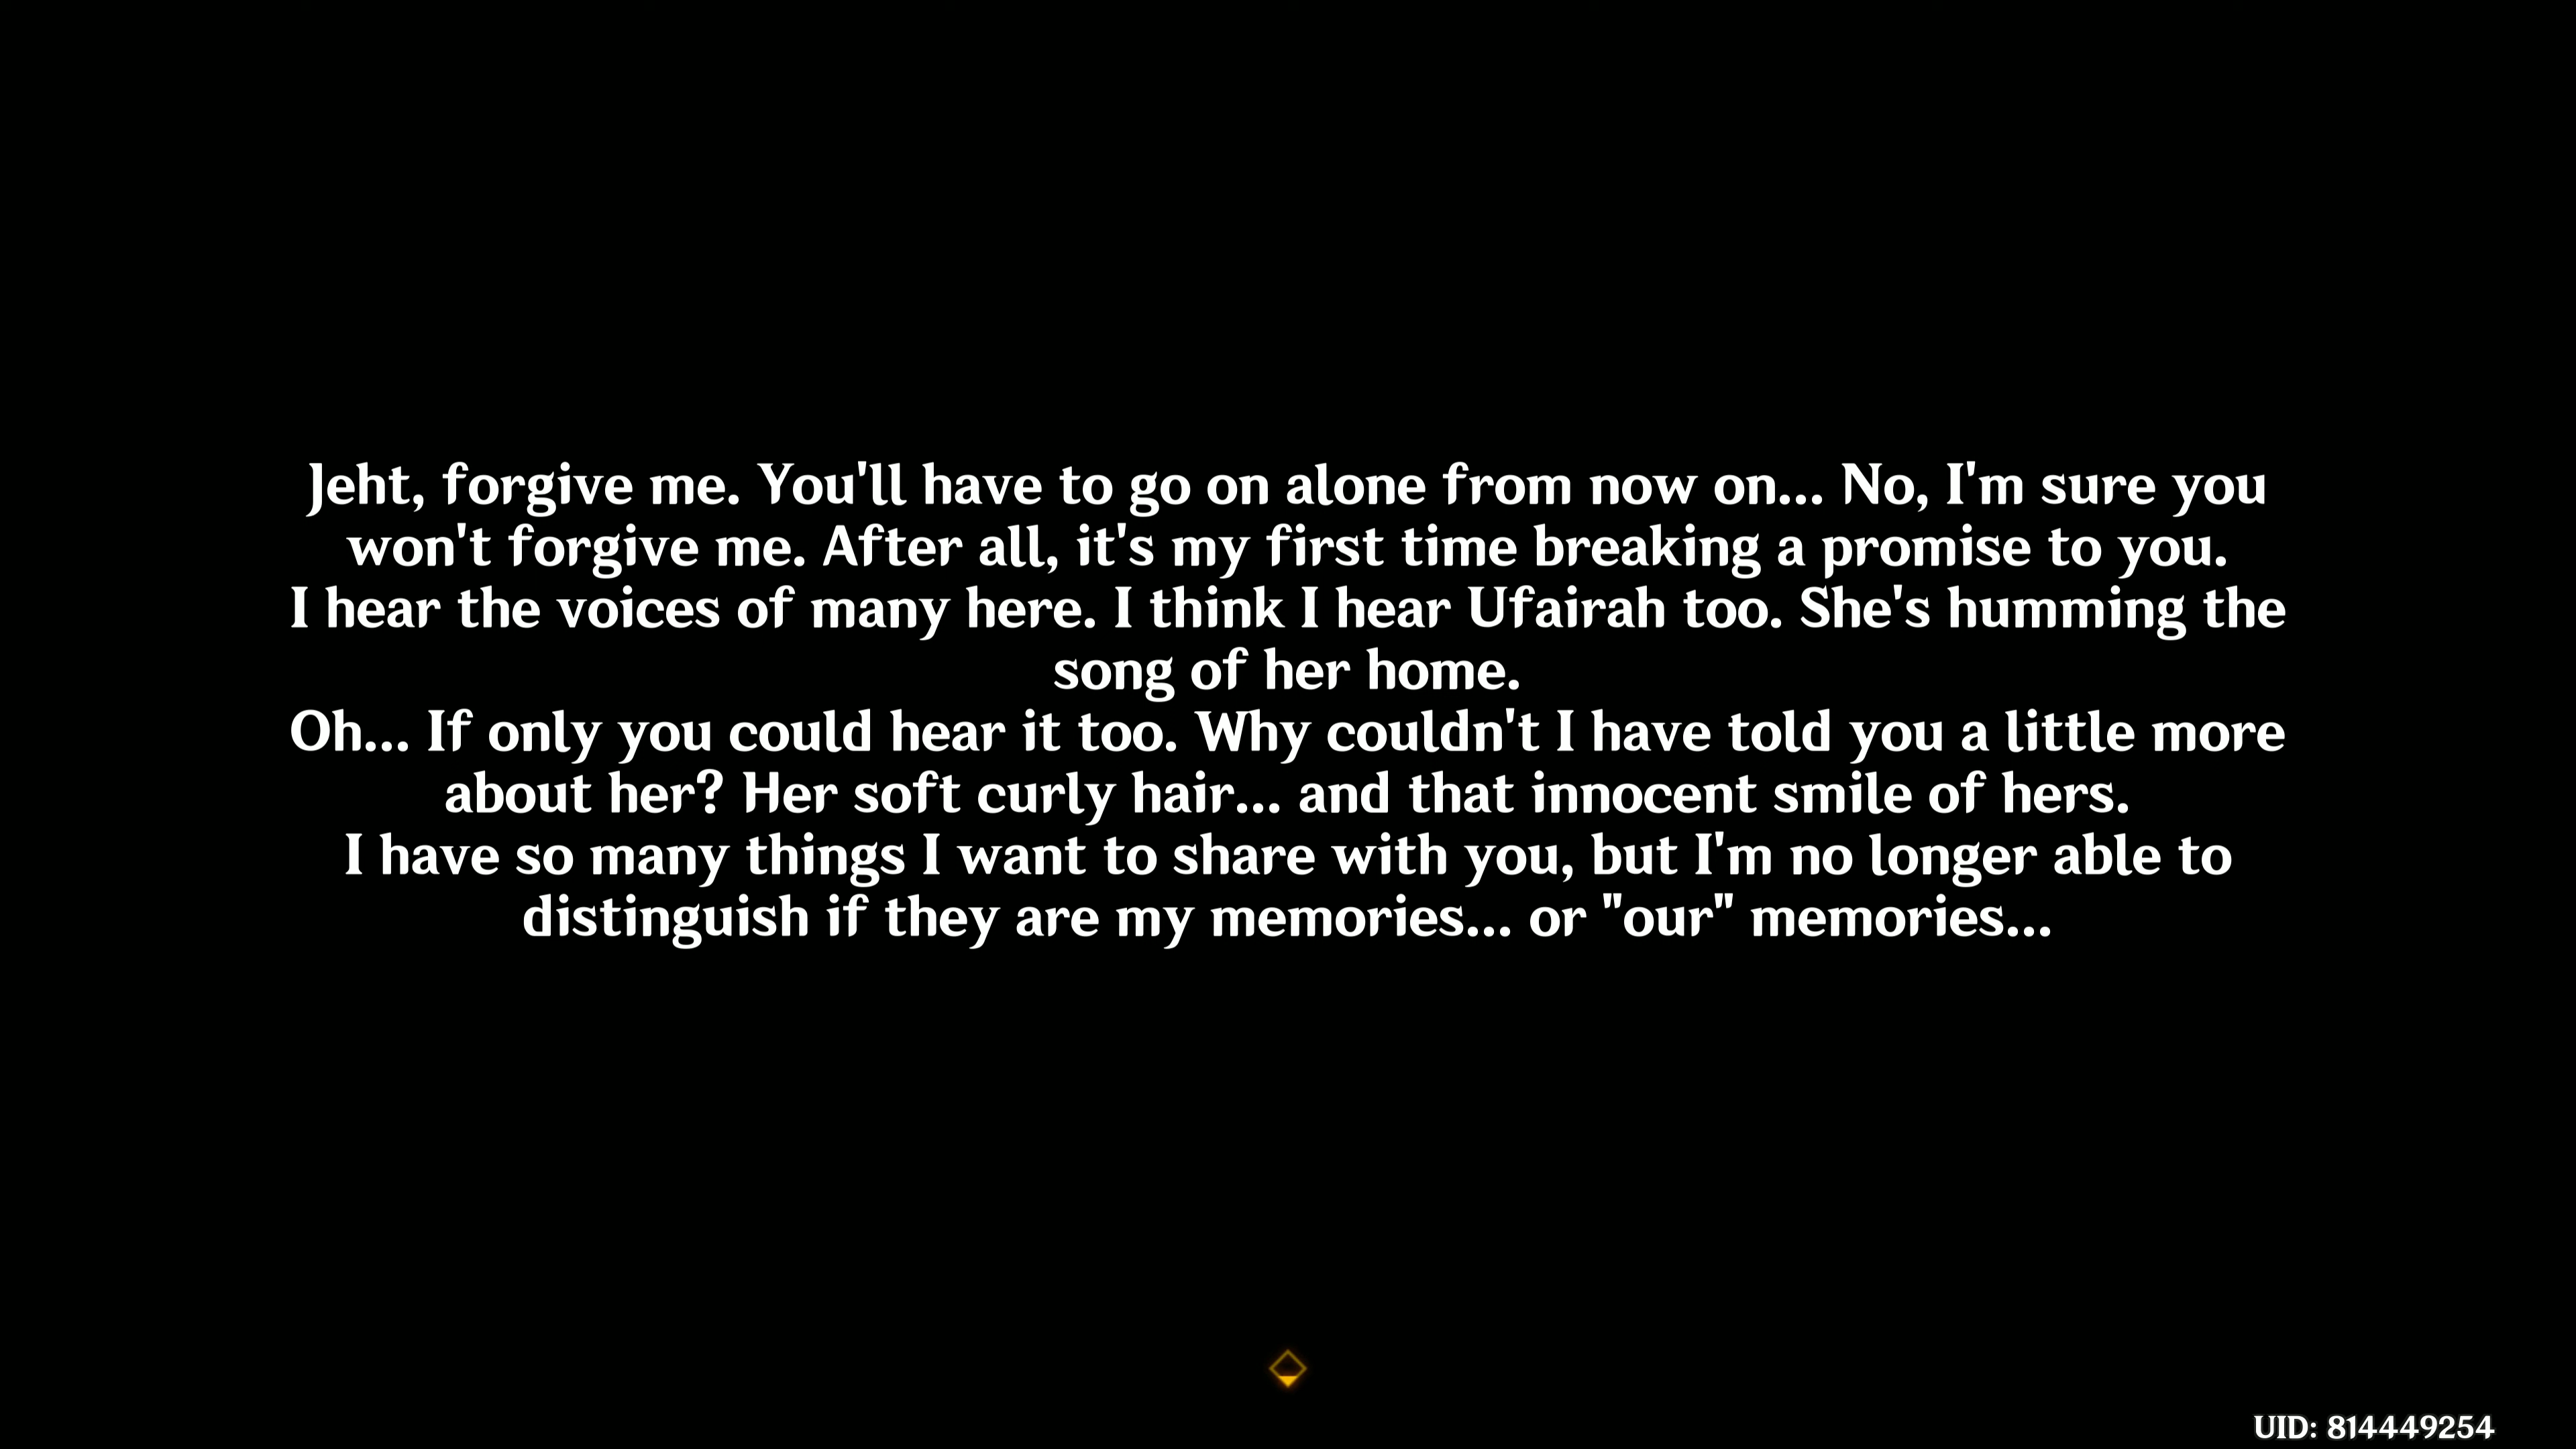 Jeht, forgive me. You'll have to go on alone from now on... No, I'm sure you
won't forgive me. After all, it's my first time breaking a promise to you.
I hear the voices of many here. I think I hear Ufairah too. She's humming the
song of her home.
Oh... If only you could hear it too. Why couldn't I have told you a little more
about her? Her soft curly hair... and that innocent smile of hers.
I have so many things I want to share with you, but I'm no longer able to
distinguish if they are my memories... or "our" memories...
UID: 814449254